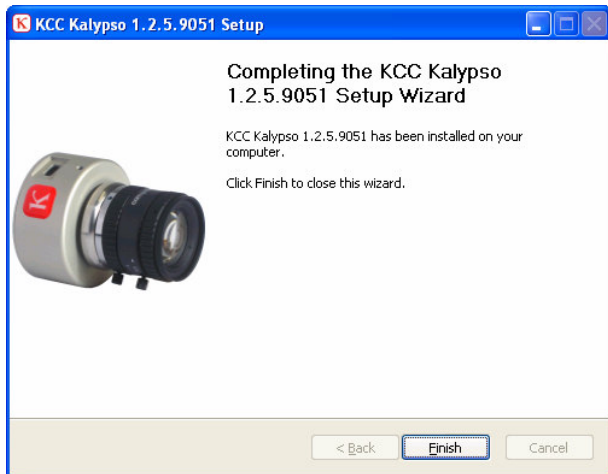 K KCC Kalypso 1.2.5.9051 Setup
Completing the KCC Kalypso
1.2.5.9051 Setup Wizard
KCC Kalypso 1.2.5.9051 has been installed on your
computer.
Click Finish to close this wizard.
K
< Back Finish Cancel